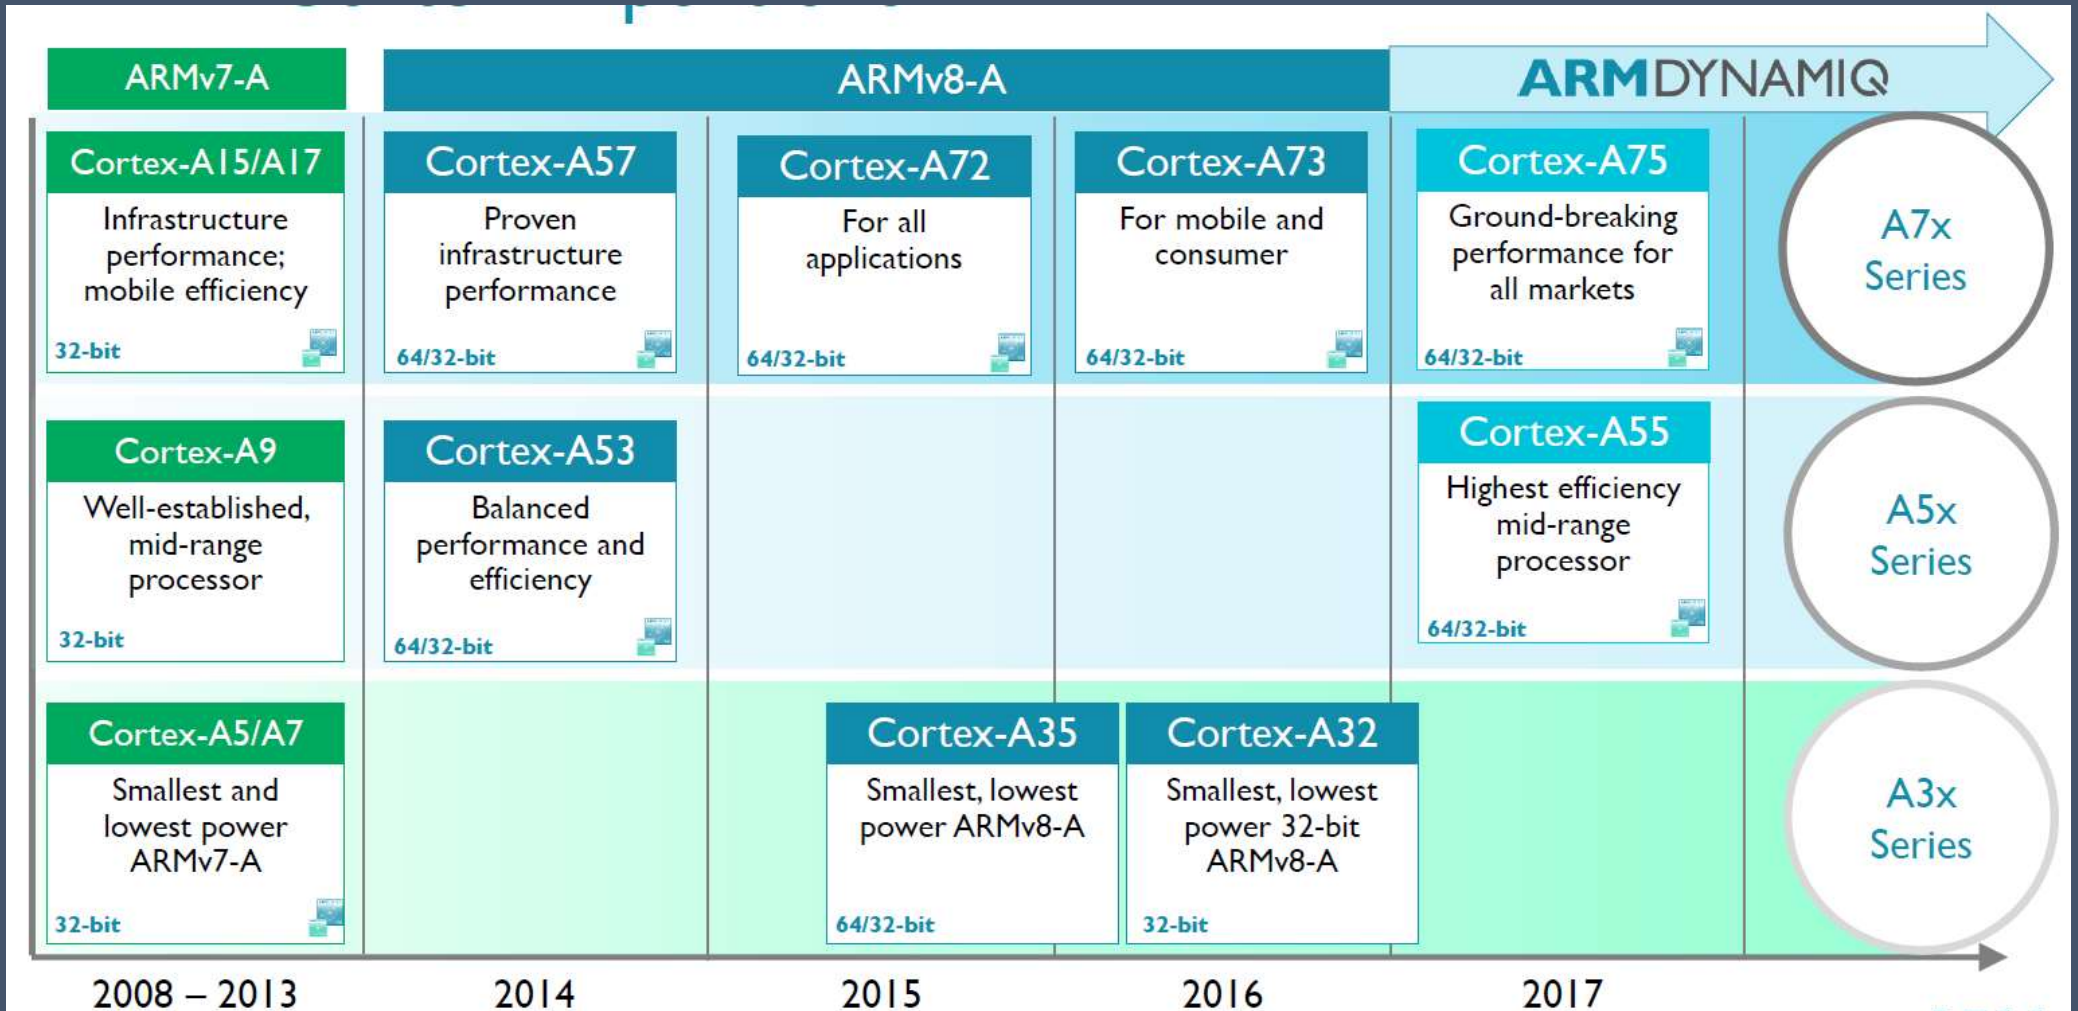 ARMv7-A
ARMv8-A
ARMDYNAMIQ
Cortex-A15/A17
Infrastructure
performance;
mobile efficiency
32-bit
Cortex-A57
Proven
infrastructure
performance
64/32-bit
Cortex-A72
For all
applications
64/32-bit
Cortex-A73
For mobile and
consumer
64/32-bit
Cortex-A75
Ground-breaking
performance for
all markets
64/32-bit
A7x
Series
Cortex-A9
Well-established,
mid-range
processor
32-bit
Cortex-A53
Balanced
performance and
efficiency
64/32-bit
Cortex-A55
Highest efficiency
mid-range
processor
64/32-bit
A5x
Series
Cortex-A5/A7
Smallest and
lowest power
ARMv7-A
32-bit
Cortex-A35
Smallest, lowest
power ARMv8-A
64/32-bit
Cortex-A32
Smallest, lowest
power 32-bit
ARMv8-A
32-bit
A3x
Series
2008 – 2013
2014
2015
2016
2017